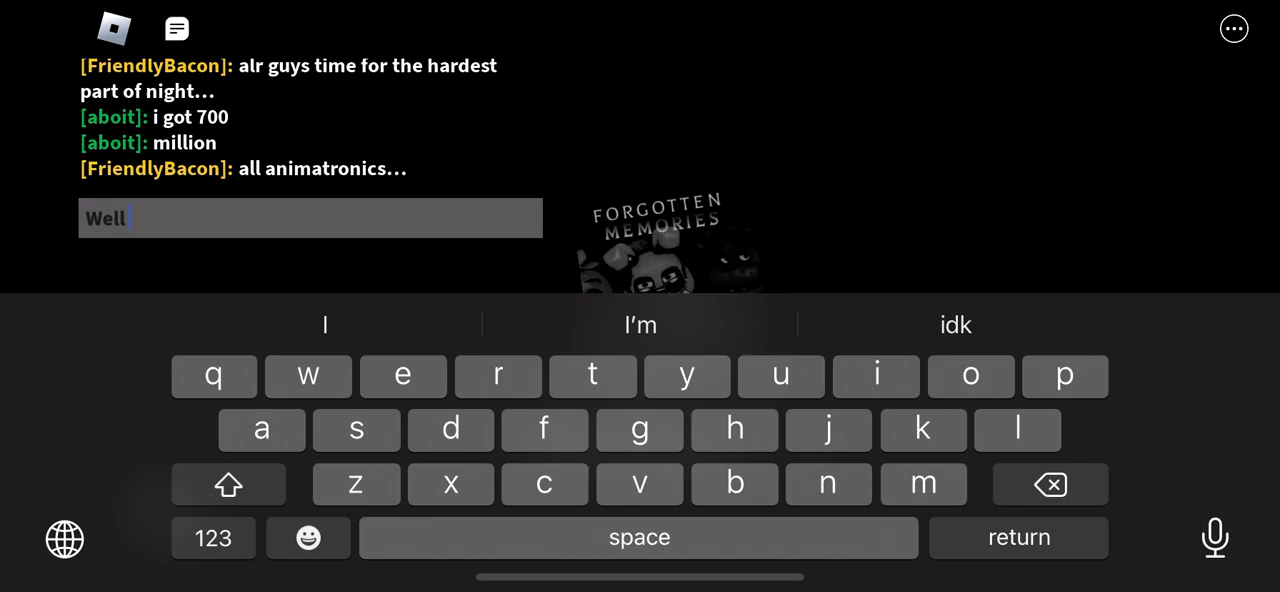 [FriendlyBacon]: alr guys time for the hardest
part of night...
[aboit]: i got 700
[aboit]: million
[FriendlyBacon]: all animatronics...
Well
FORGOTTEN
MEMORIES
I
I'm
idk
q w e r t y u i o p
a s d f g h j k l
z x c v b n m
123
space
return